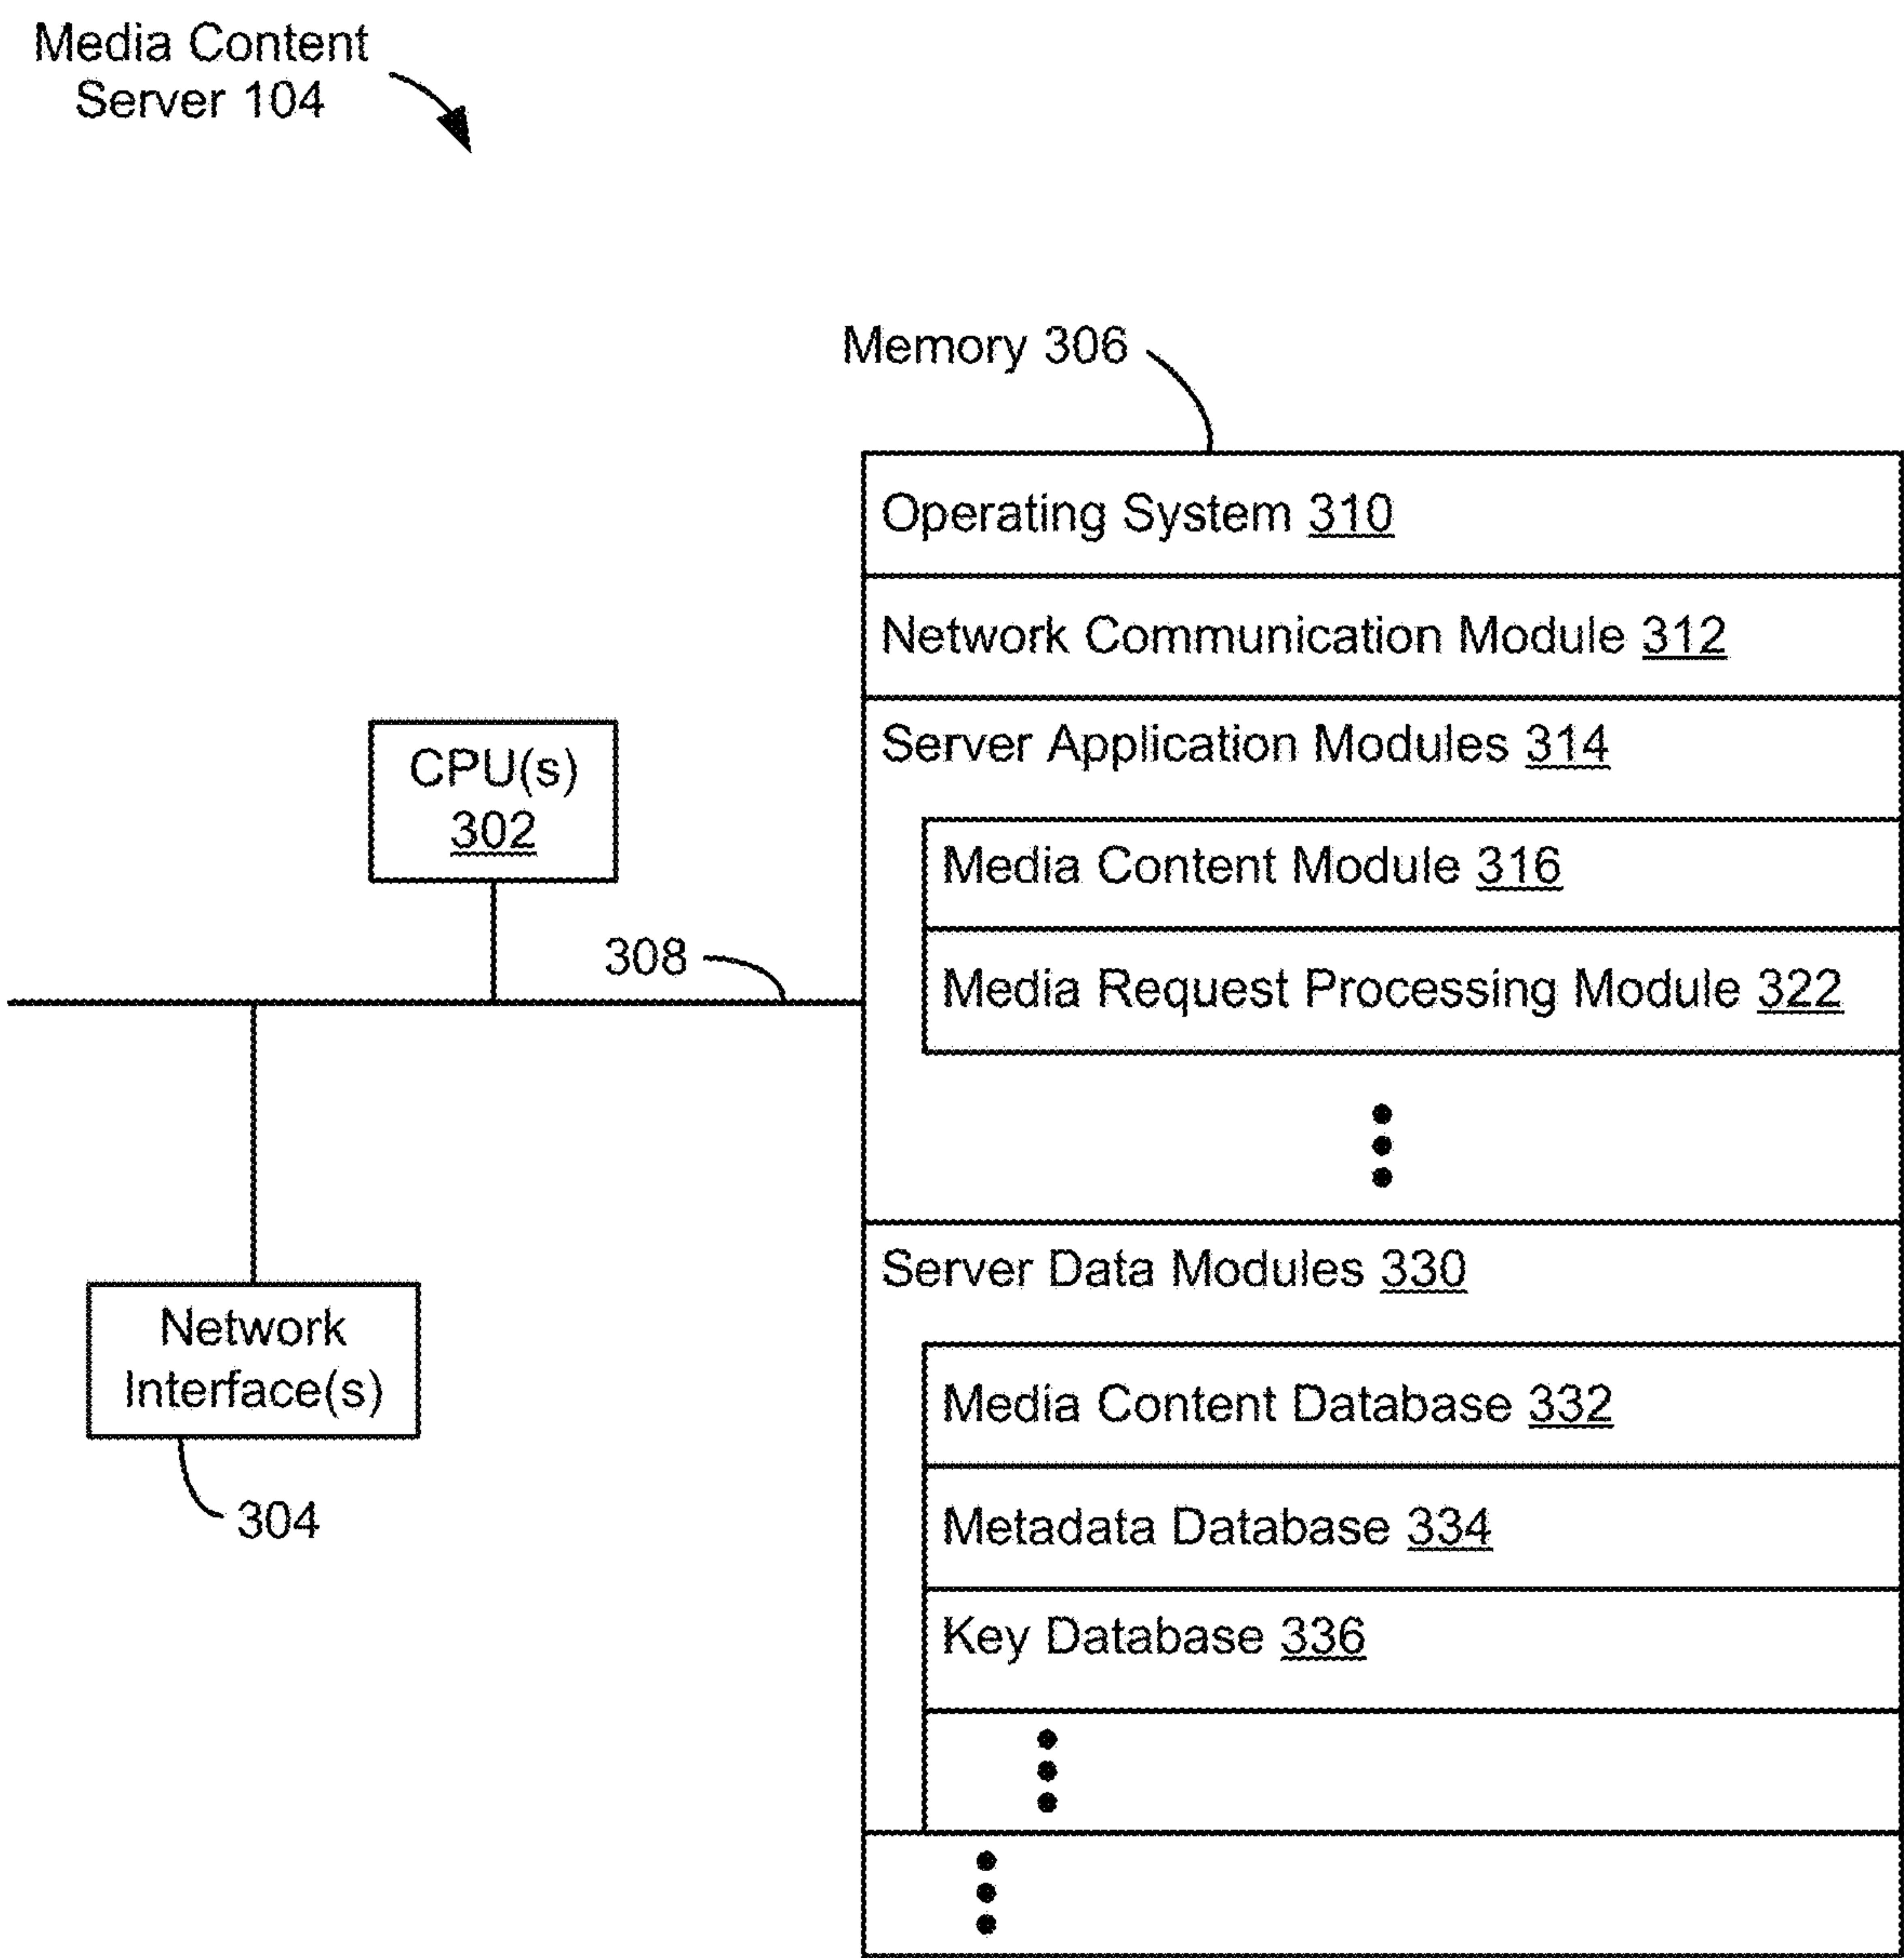 Media Content
Server 104
Memory 306
Operating System 310
Network Communication Module 312
Server Application Modules 314
CPU(s)
302
Media Content Module 316
308
Media Request Processing Module 322
Server Data Modules 330
Network
Interface(s)
304
Media Content Database 332
Metadata Database 334
Key Database 336